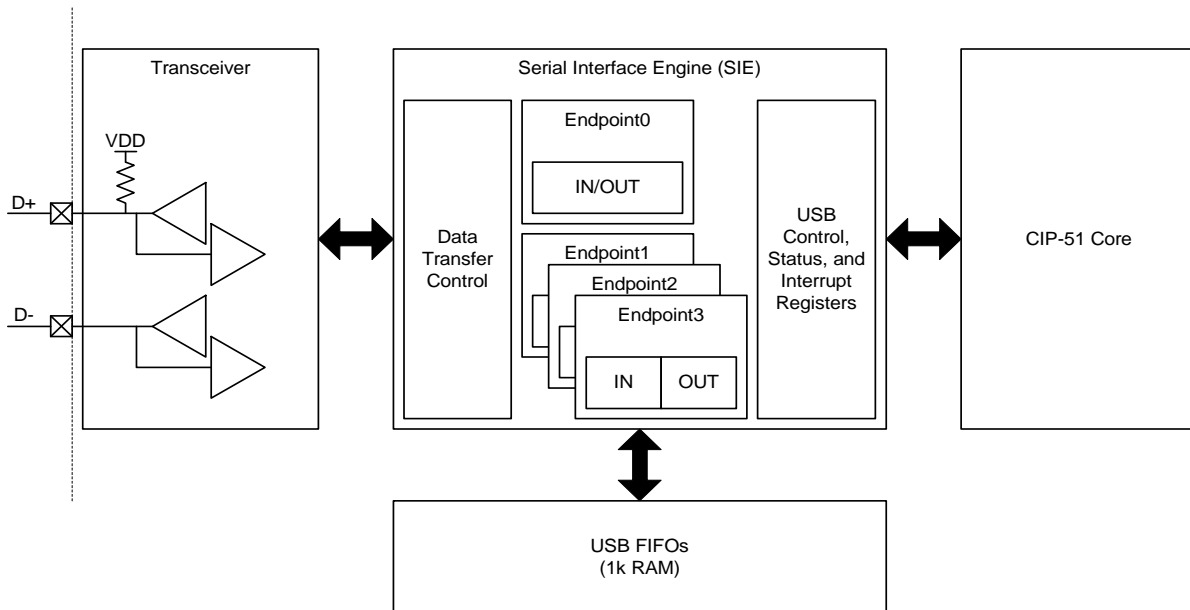 Transceiver
VDD
D+
D-
Serial Interface Engine (SIE)
Data
Transfer
Control
Endpoint0
IN/OUT
Endpoint1
Endpoint2
Endpoint3
IN
OUT
USB
Control,
Status, and
Interrupt
Registers
CIP-51 Core
USB FIFOs
(1k RAM)